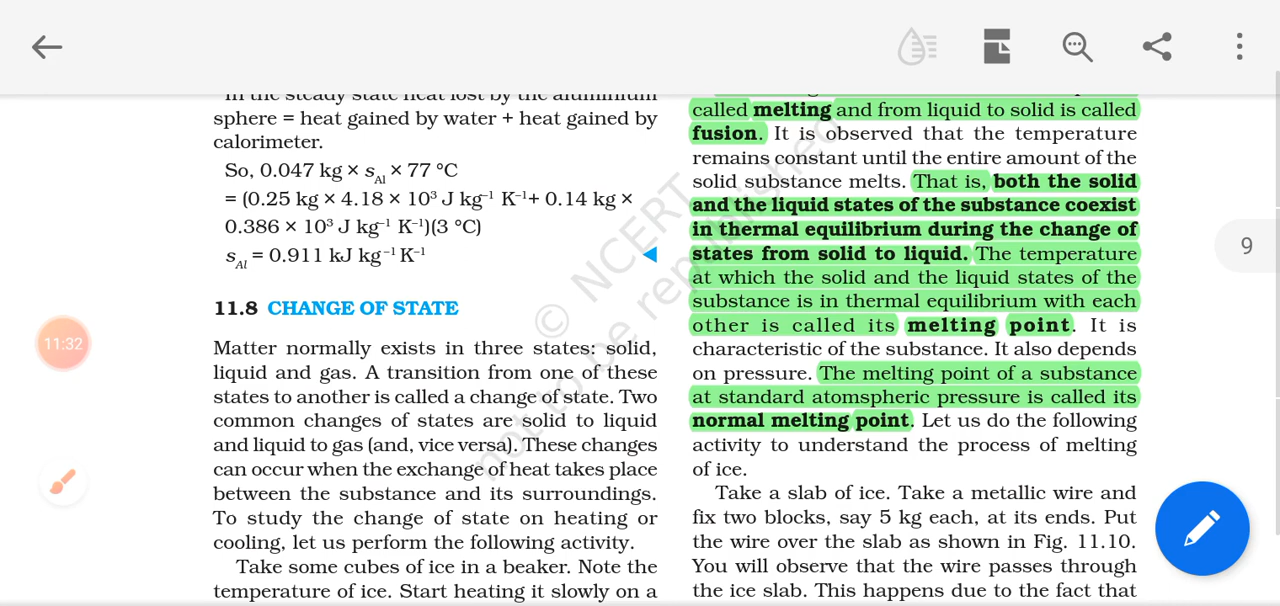 in the steady state heat lost by the aluminium
sphere = heat gained by water + heat gained by
calorimeter.
So, 0.047 kg × sAl × 77 °C
= (0.25 kg × 4.18 × 10³ J kg⁻¹ K⁻¹+ 0.14 kg ×
0.386 × 10³ J kg⁻¹ K⁻¹)(3 °C)
sAl = 0.911 kJ kg⁻¹ K⁻¹
11.8 CHANGE OF STATE
Matter normally exists in three states: solid,
liquid and gas. A transition from one of these
states to another is called a change of state. Two
common changes of states are solid to liquid
and liquid to gas (and, vice versa). These changes
can occur when the exchange of heat takes place
between the substance and its surroundings.
To study the change of state on heating or
cooling, let us perform the following activity.
Take some cubes of ice in a beaker. Note the
temperature of ice. Start heating it slowly on a
called melting and from liquid to solid is called
fusion. It is observed that the temperature
remains constant until the entire amount of the
solid substance melts. That is, both the solid
and the liquid states of the substance coexist
in thermal equilibrium during the change of
states from solid to liquid. The temperature
at which the solid and the liquid states of the
substance is in thermal equilibrium with each
other is called its melting point. It is
characteristic of the substance. It also depends
on pressure. The melting point of a substance
at standard atomspheric pressure is called its
normal melting point. Let us do the following
activity to understand the process of melting
of ice.
Take a slab of ice. Take a metallic wire and
fix two blocks, say 5 kg each, at its ends. Put
the wire over the slab as shown in Fig. 11.10.
You will observe that the wire passes through
the ice slab. This happens due to the fact that
© NCERT
not to be republished
11:32
9